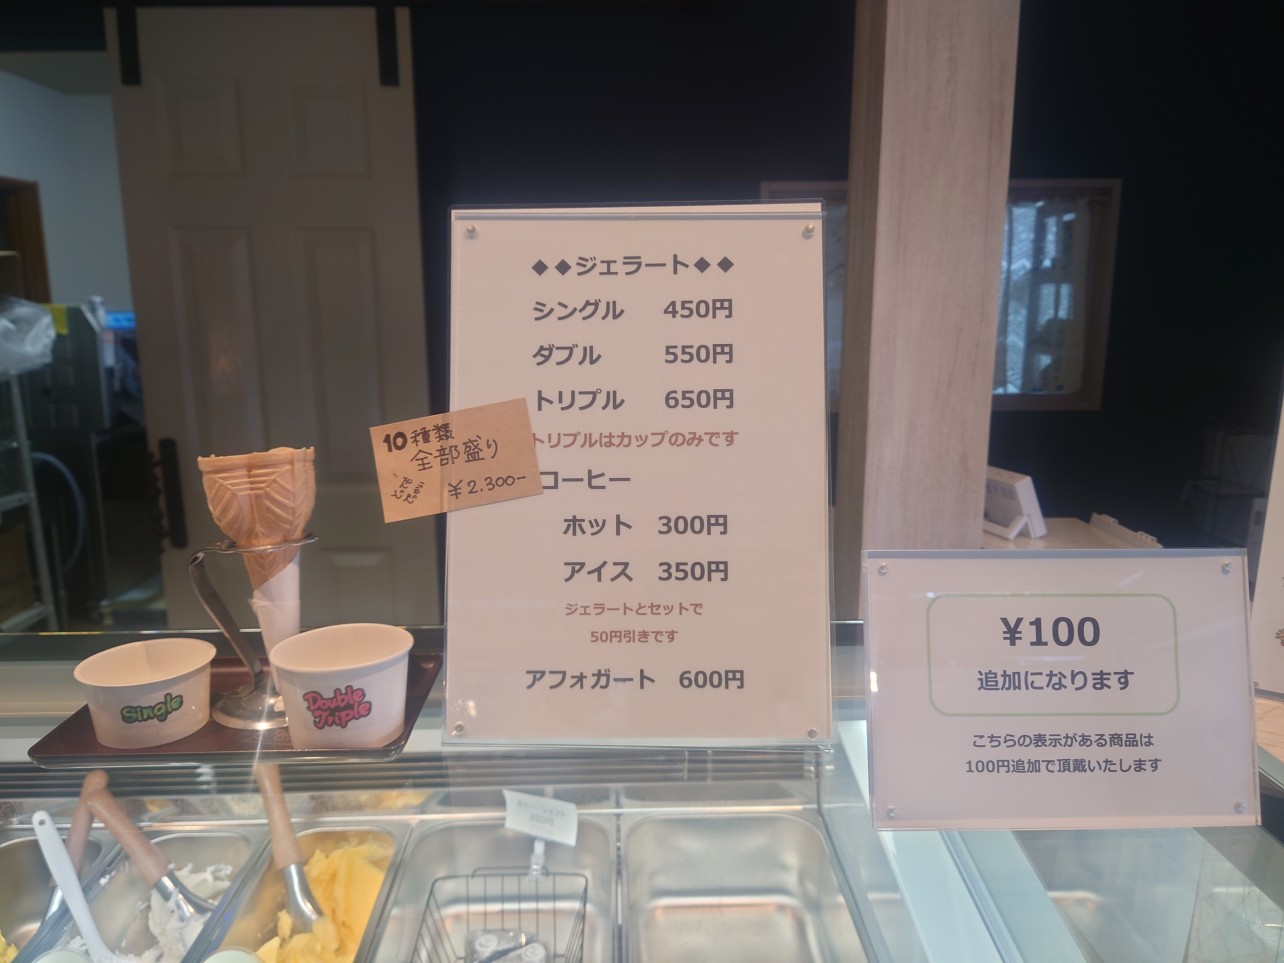 ◆◆ジェラート◆◆
シングル 450円
ダブル 550円
トリプル 650円
トリプルはカップのみです
コーヒー
ホット 300円
アイス 350円
ジェラートとセットで
50円引きです
アフォガート 600円
10種類
全部盛り
¥2.300-
Single
Double
Triple
¥100
追加になります
こちらの表示がある商品は
100円追加で頂戴いたします